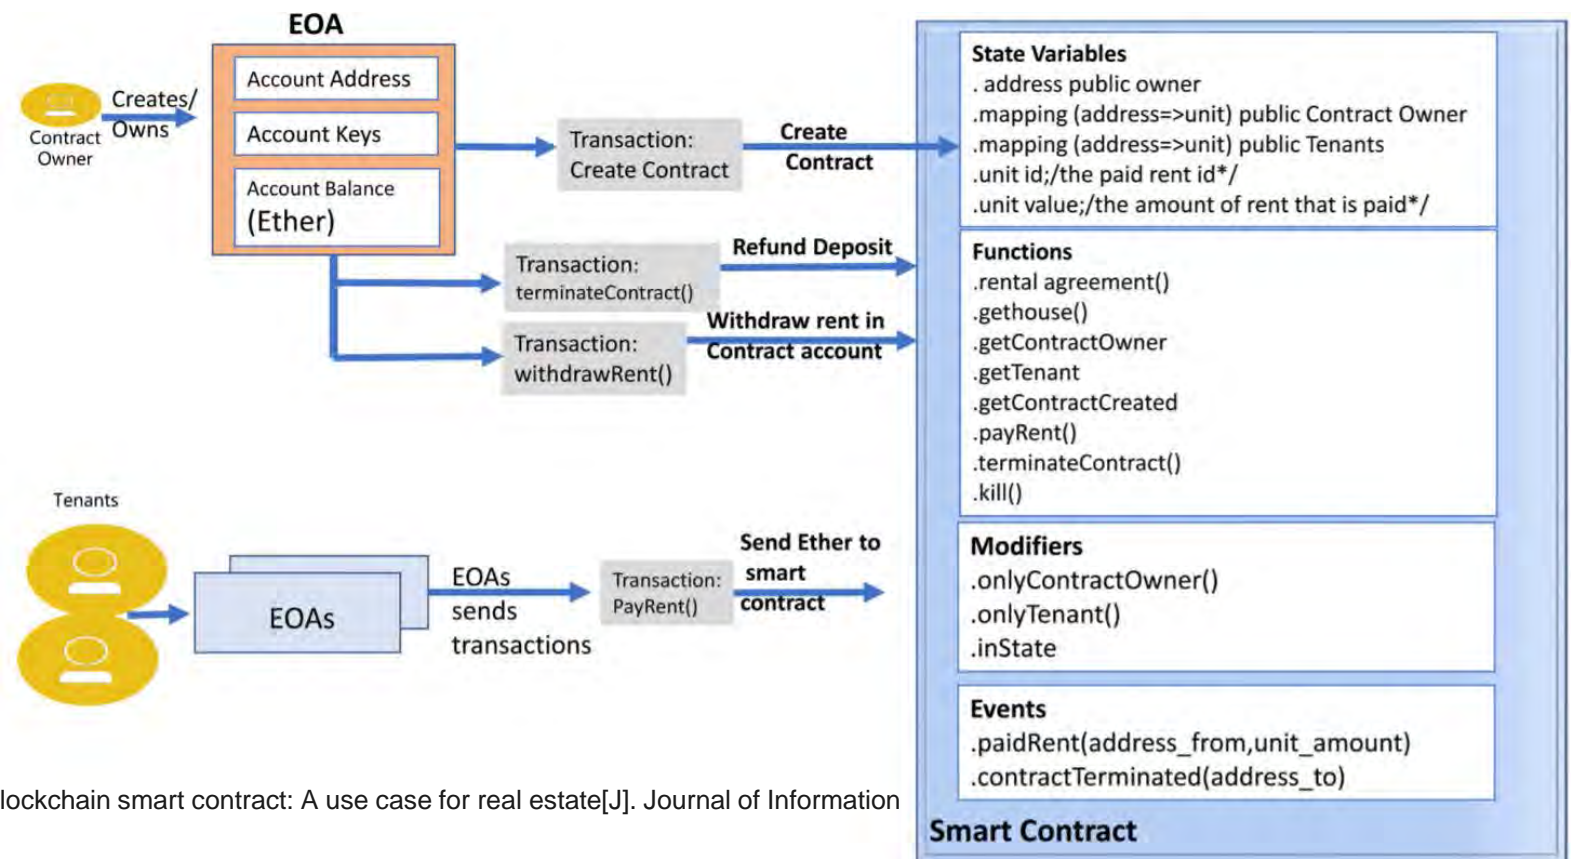 EOA
Account Address
Account Keys
Account Balance
(Ether)
Creates/
Owns
Contract
Owner
Transaction:
Create Contract
Create
Contract
Transaction:
terminateContract()
Refund Deposit
Transaction:
withdrawRent()
Withdraw rent in
Contract account
Tenants
EOAs
EOAs
sends
transactions
Transaction:
PayRent()
Send Ether to
smart
contract
State Variables
. address public owner
.mapping (address=>unit) public Contract Owner
.mapping (address=>unit) public Tenants
.unit id;/the paid rent id*/
.unit value;/the amount of rent that is paid*/
Functions
.rental agreement()
.gethouse()
.getContractOwner
.getTenant
.getContractCreated
.payRent()
.terminateContract()
.kill()
Modifiers
.onlyContractOwner()
.onlyTenant()
.inState
Events
.paidRent(address_from,unit_amount)
.contractTerminated(address_to)
Smart Contract
lockchain smart contract: A use case for real estate[J]. Journal of Information